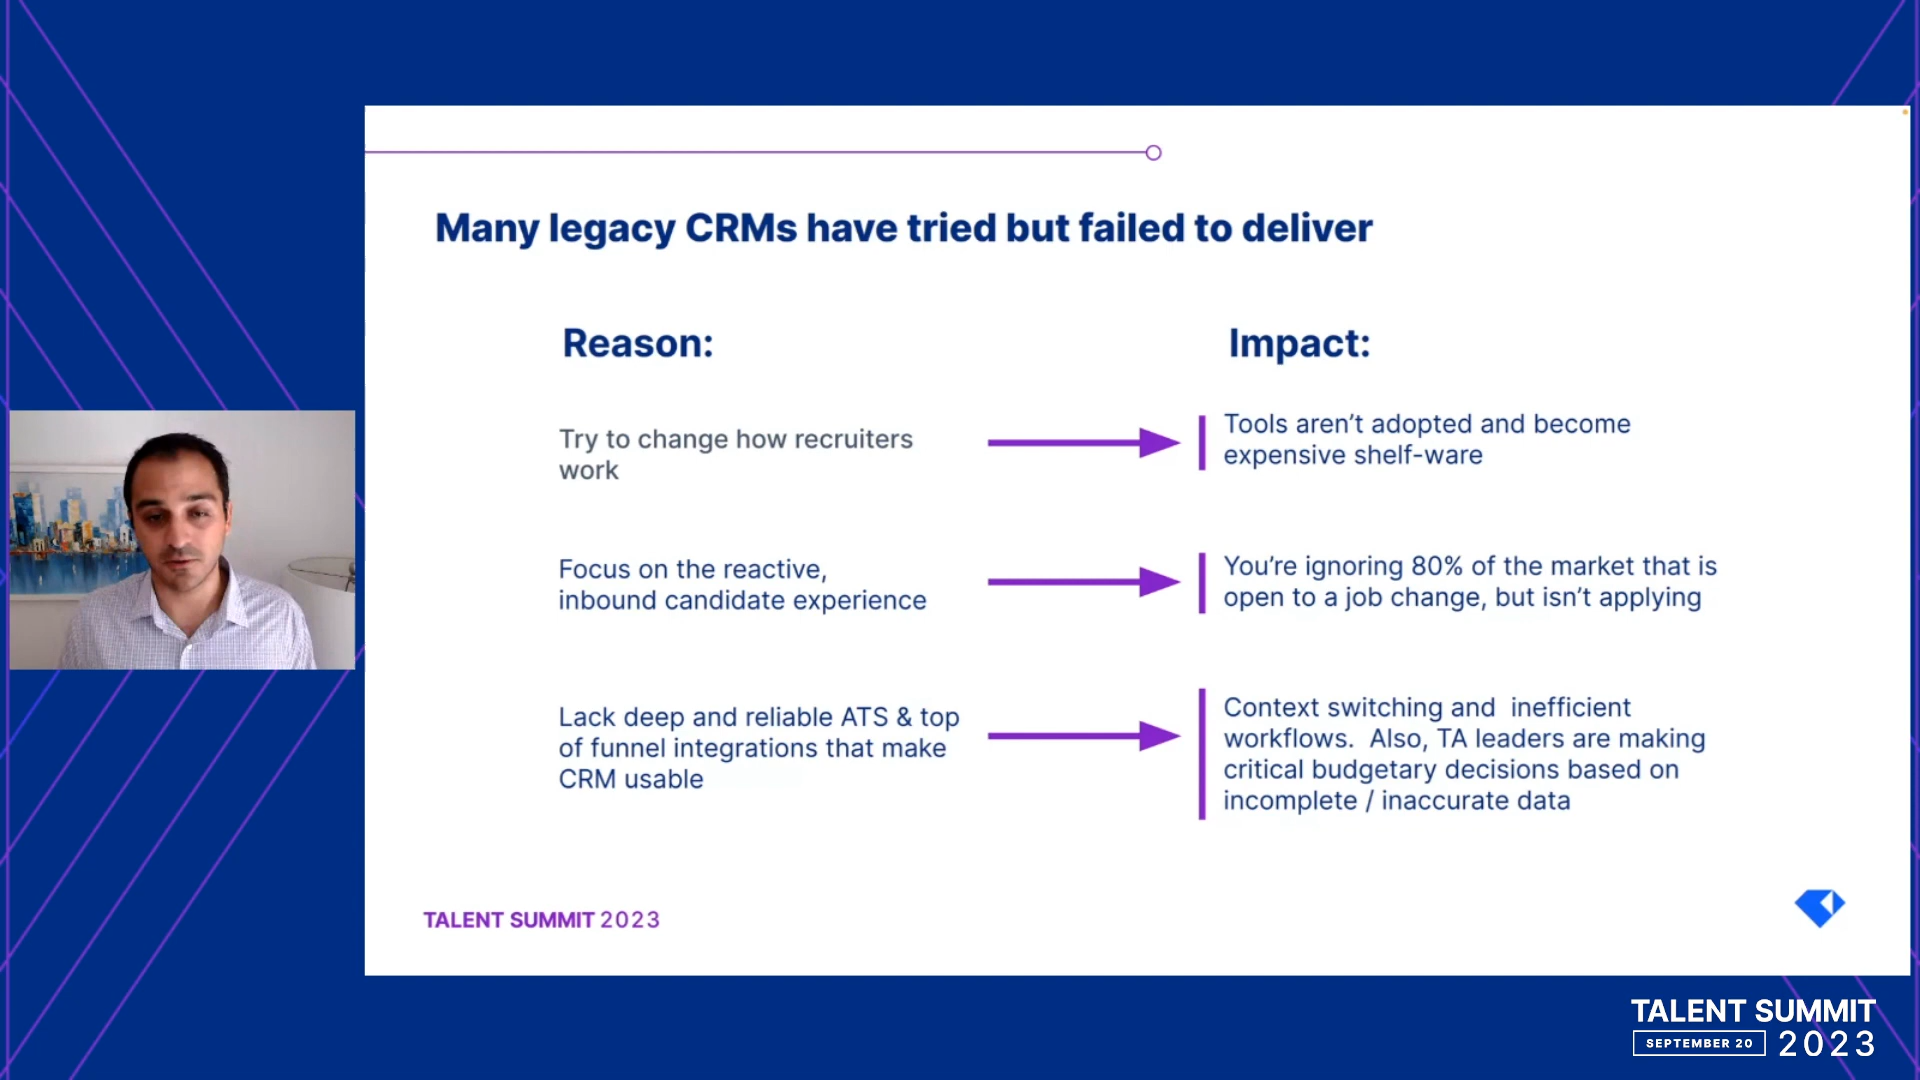 Many legacy CRMs have tried but failed to deliver
Reason:
Impact:
Try to change how recruiters
work
Tools aren’t adopted and become
expensive shelf-ware
Focus on the reactive,
inbound candidate experience
You’re ignoring 80% of the market that is
open to a job change, but isn’t applying
Lack deep and reliable ATS & top
of funnel integrations that make
CRM usable
Context switching and  inefficient
workflows.  Also, TA leaders are making
critical budgetary decisions based on
incomplete / inaccurate data
TALENT SUMMIT 2023
TALENT SUMMIT
SEPTEMBER 20 2023